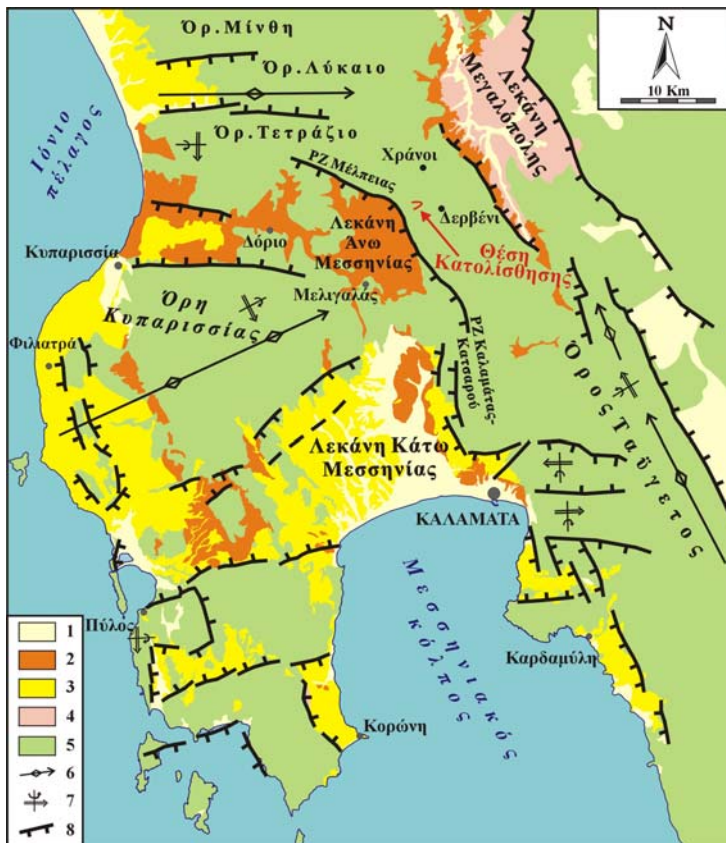 Όρ.Μίνθη
Όρ.Λύκαιο
Όρ.Τετράζιο
Ιόνιο
πέλαγος
N
10 Km
Λεκάνη
Μεγαλόπολης
Χράνοι
ΡΖ Μέλπειας
Δερβένι
Θέση
Κατολίσθησης
Δόριο
Λεκάνη
Άνω
Μεσσηνίας
Κυπαρισσία
Μελιγαλάς
Όρη
Κυπαρισσίας
Φιλιατρά
ΡΖ Καλαμάτας-
Κατσαρού
Όρος Ταΰγετος
Λεκάνη Κάτω
Μεσσηνίας
ΚΑΛΑΜΑΤΑ
Μεσσηνιακός
κόλπος
Πύλος
Καρδαμύλη
Κορώνη
1
2
3
4
5
6
7
8